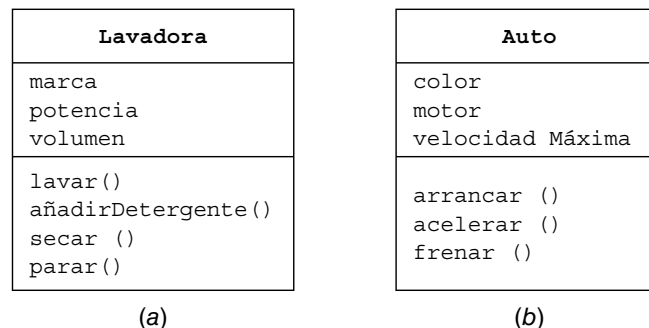 Lavadora
marca
potencia
volumen
lavar()
añadirDetergente()
secar ()
parar()
(a)
Auto
color
motor
velocidad Máxima
arrancar ()
acelerar ()
frenar ()
(b)